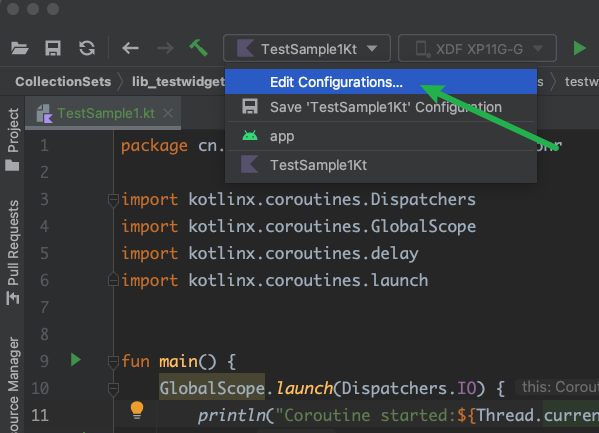 TestSample1Kt
XDF XP11G-G
CollectionSets
lib_testwidget
testw
Edit Configurations...
Save 'TestSample1Kt' Configuration
app
TestSample1Kt
TestSample1.kt
Project
Pull Requests
1 package cn.
2
3 import kotlinx.coroutines.Dispatchers
4 import kotlinx.coroutines.GlobalScope
5 import kotlinx.coroutines.delay
6 import kotlinx.coroutines.launch
7
8
9 fun main() {
10 GlobalScope.launch(Dispatchers.IO) { this: Corou
11 println("Coroutine started:${Thread.curren